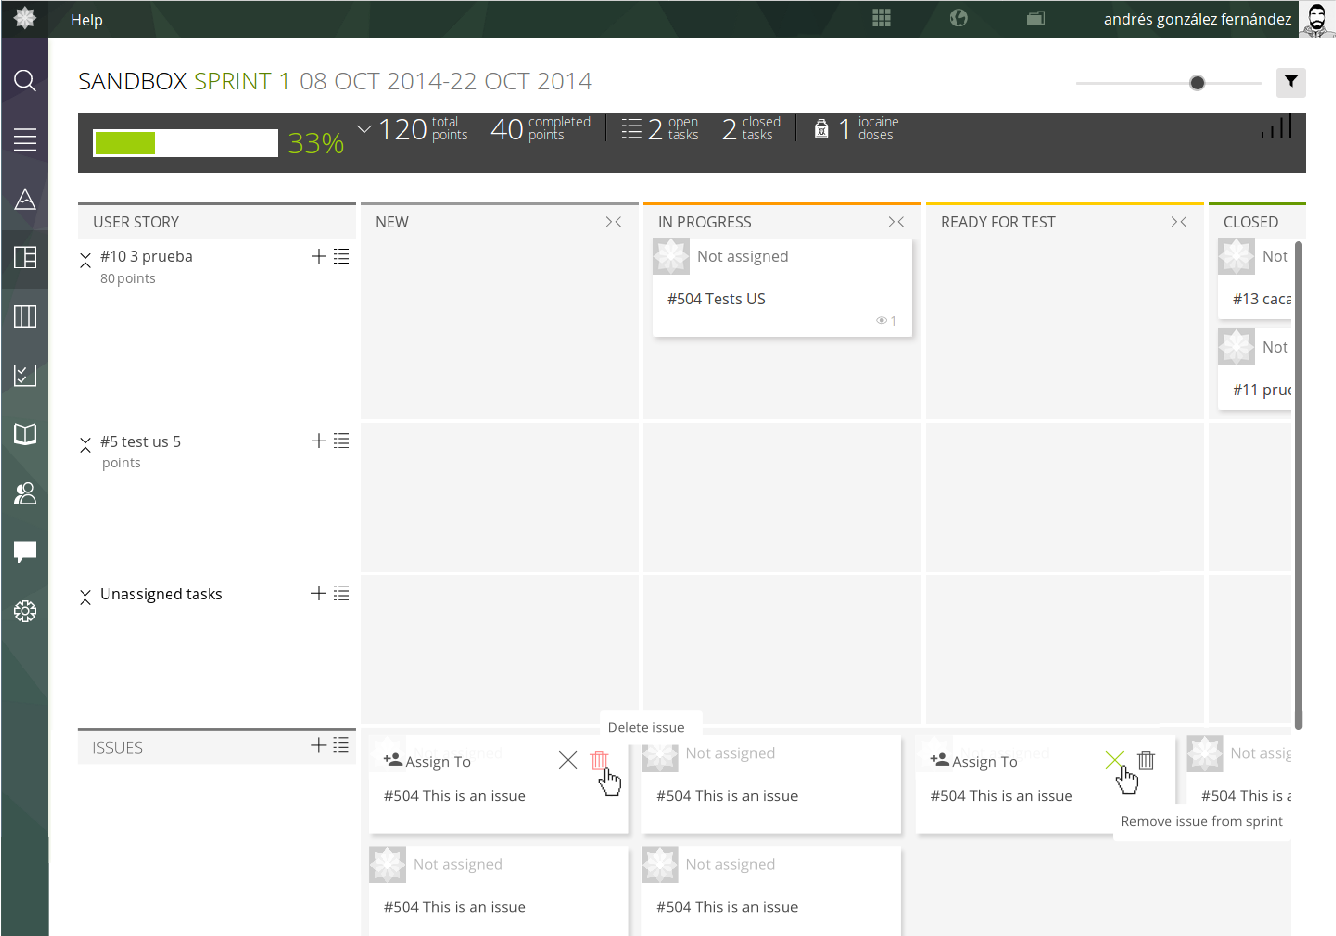 Help
andrés gonzález fernández
SANDBOX SPRINT 1 08 OCT 2014-22 OCT 2014
33%
120 total points
40 completed points
2 open tasks
2 closed tasks
1 iocaine doses
USER STORY
NEW
IN PROGRESS
READY FOR TEST
CLOSED
#10 3 prueba
80 points
Not assigned
#504 Tests US
1
Not
#13 caca
Not
#11 pru
#5 test us 5
points
Unassigned tasks
ISSUES
Delete issue
Assign To
#504 This is an issue
Not assigned
#504 This is an issue
Assign To
#504 This is an issue
Remove issue from sprint
Not assig
#504 This is a
Not assigned
#504 This is an issue
Not assigned
#504 This is an issue